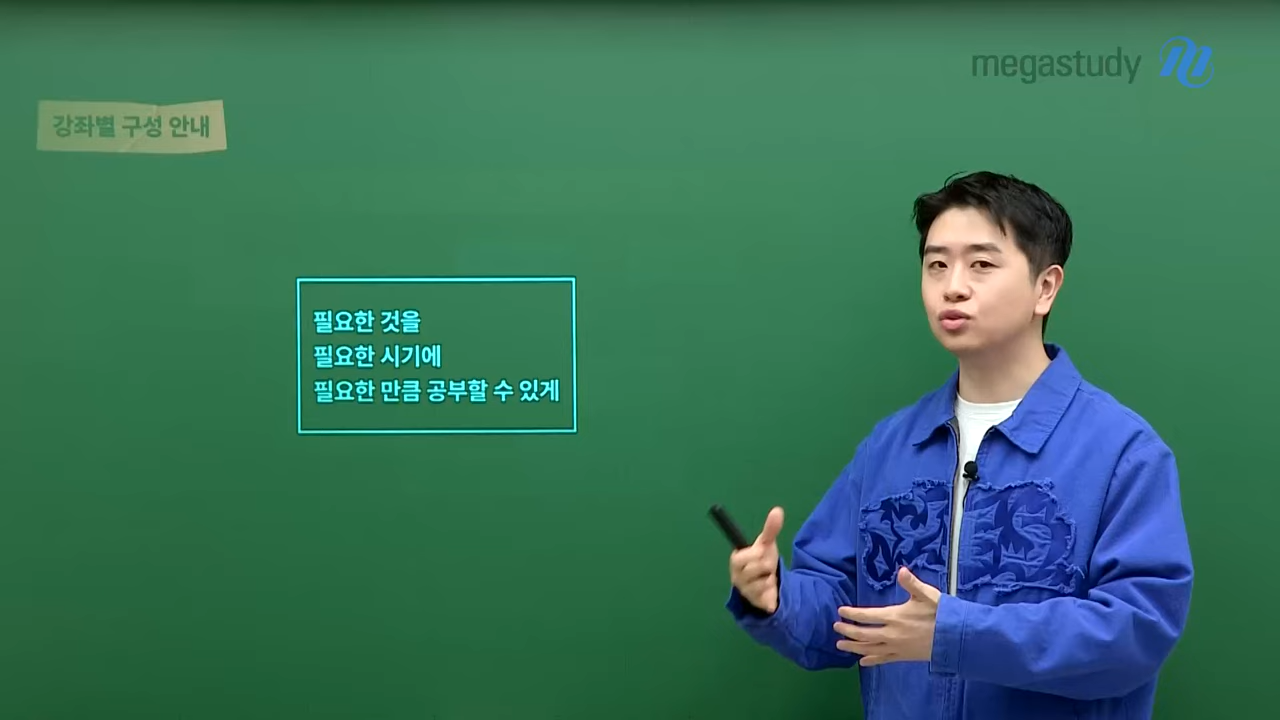 megastudy
강좌별 구성 안내
필요한 것을
필요한 시기에
필요한 만큼 공부할 수 있게